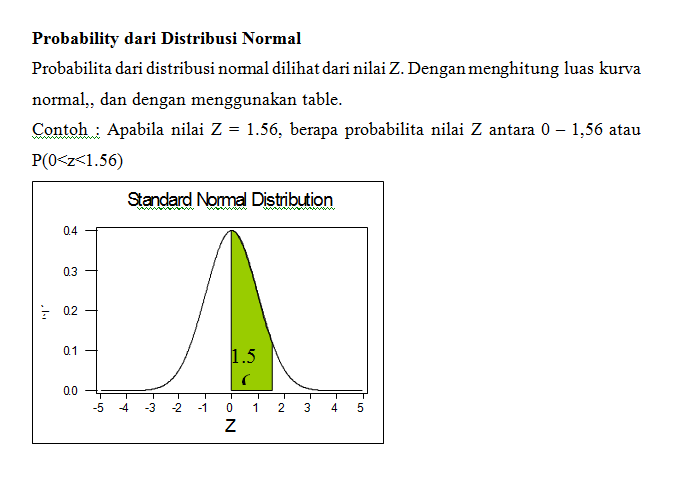 Probability dari Distribusi Normal
Probabilita dari distribusi normal dilihat dari nilai Z. Dengan menghitung luas kurva
normal,, dan dengan menggunakan table.
Contoh : Apabila nilai Z = 1.56, berapa probabilita nilai Z antara 0 – 1,56 atau
P(0<z<1.56)
Standard Normal Distribution
0.4
0.3
0.2
0.1
1.5
0.0
-5 -4 -3 -2 -1 0 1 2 3 4 5
Z